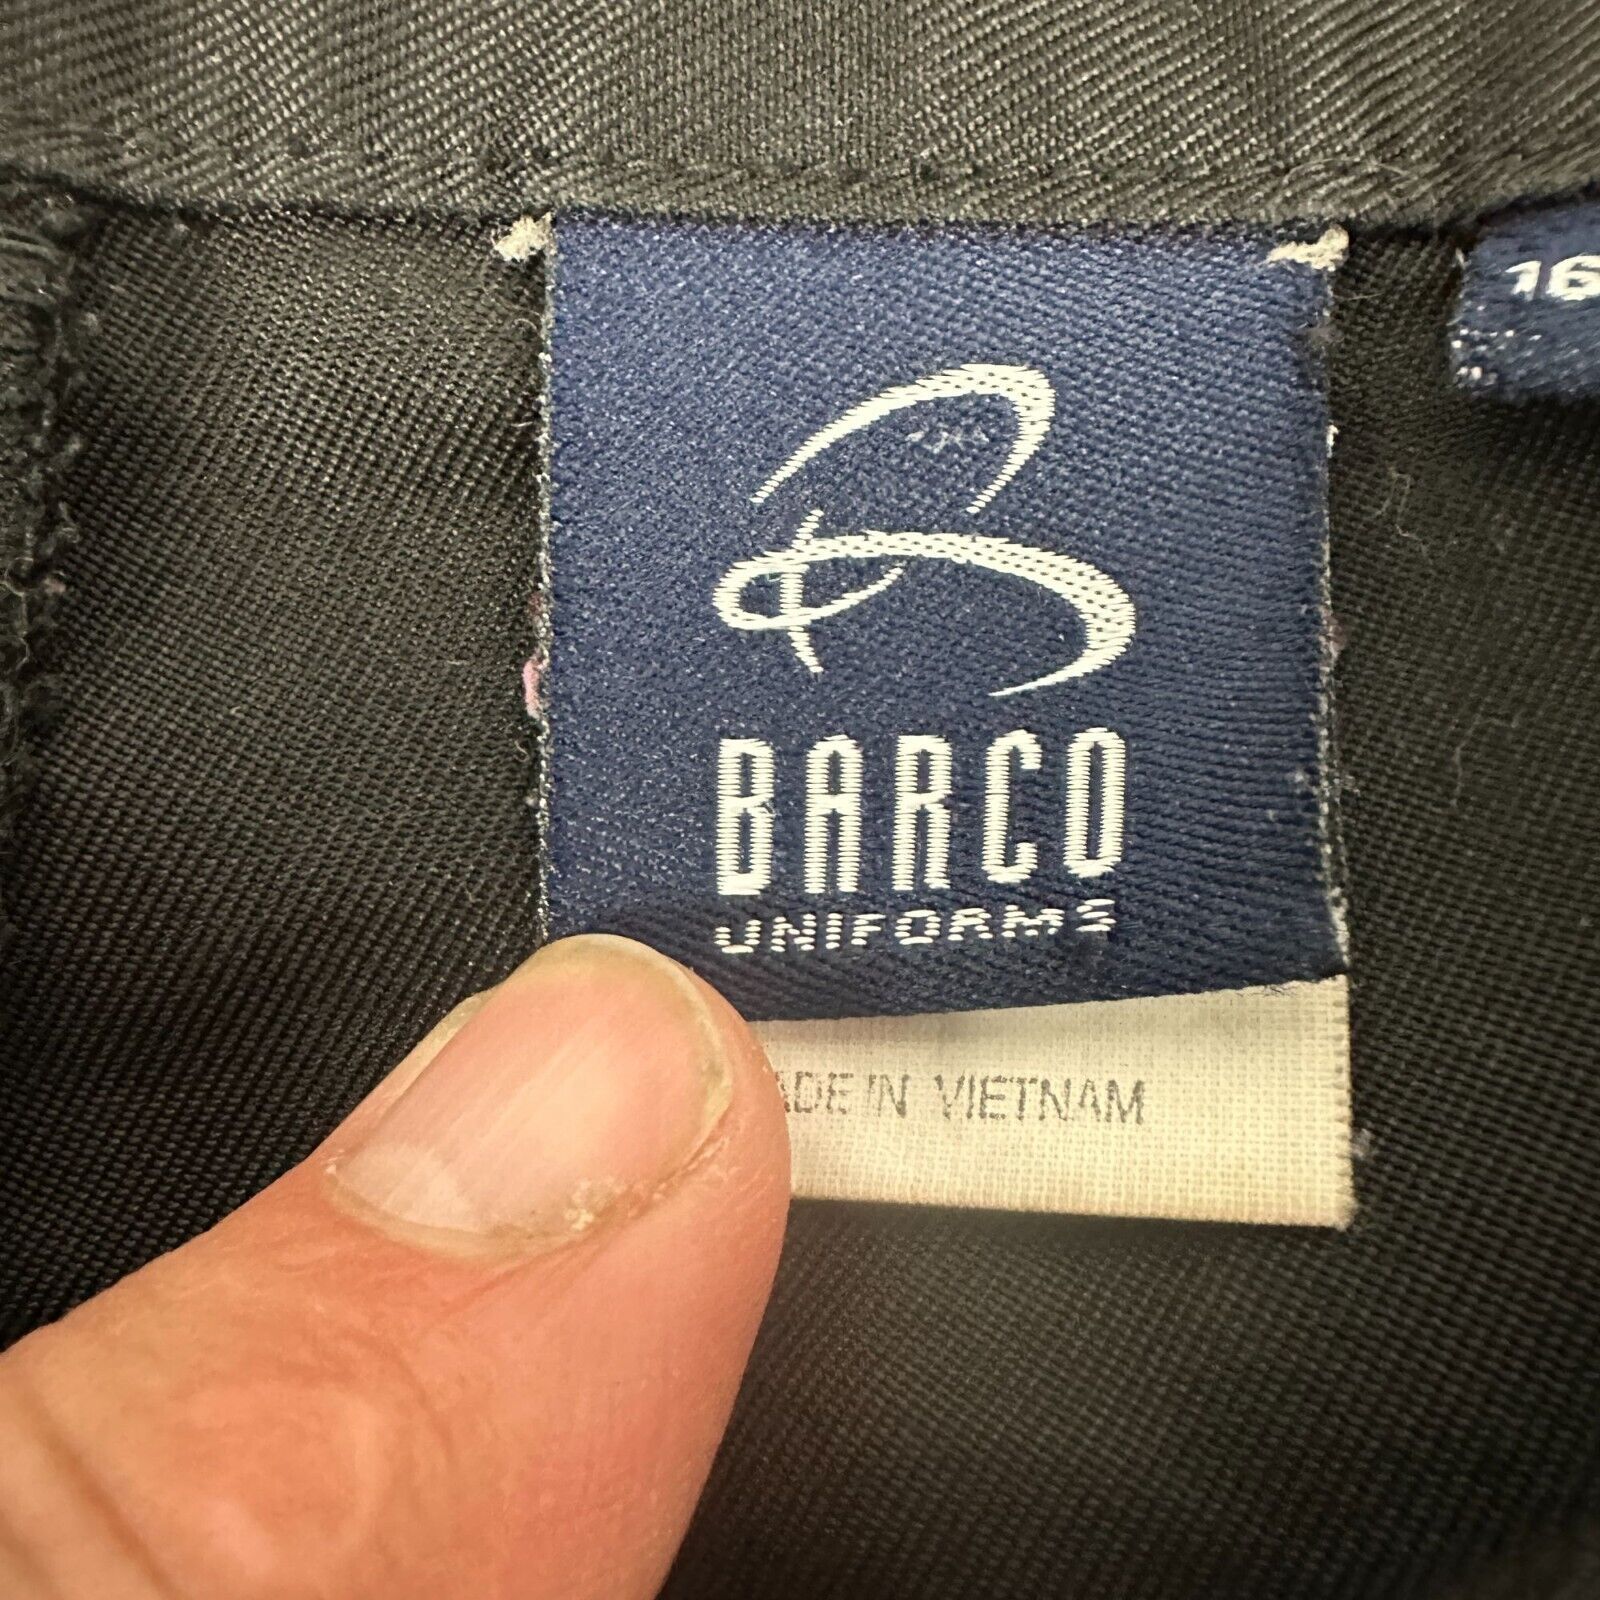 16
BARCO
UNIFORMS
ADE IN VIETNAM